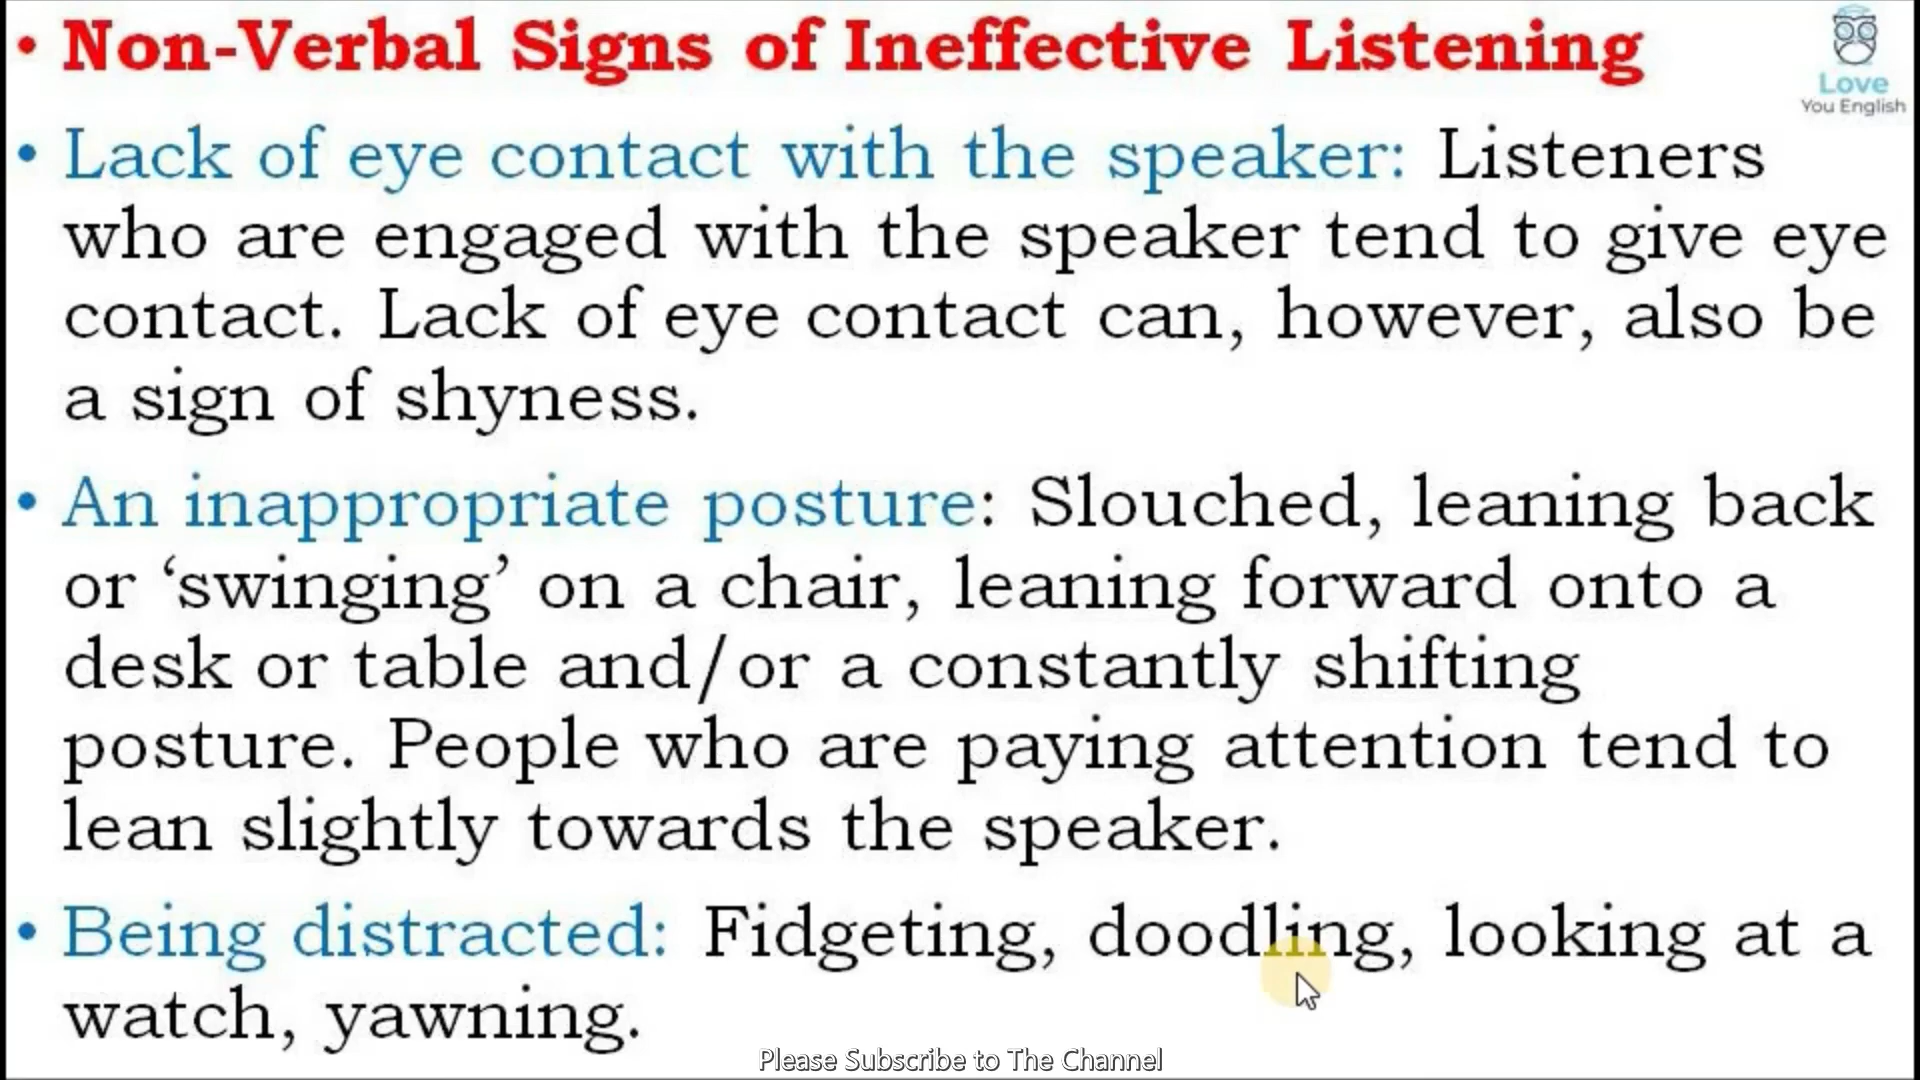 • Non-Verbal Signs of Ineffective Listening
Love
You English
• Lack of eye contact with the speaker: Listeners
who are engaged with the speaker tend to give eye
contact. Lack of eye contact can, however, also be
a sign of shyness.
• An inappropriate posture: Slouched, leaning back
or ‘swinging’ on a chair, leaning forward onto a
desk or table and/or a constantly shifting
posture. People who are paying attention tend to
lean slightly towards the speaker.
• Being distracted: Fidgeting, doodling, looking at a
watch, yawning.
Please Subscribe to The Channel